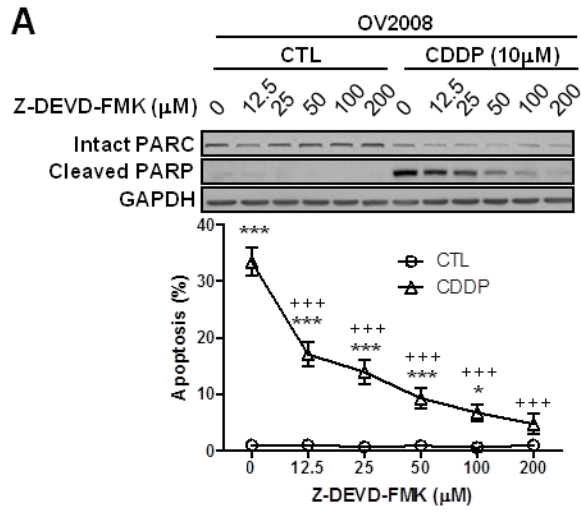 A
OV2008
CTL CDDP (10μM)
Z-DEVD-FMK (μM) 0 12.5 25 50 100 200 0 12.5 25 50 100 200
Intact PARC
Cleaved PARP
GAPDH
***
40
CTL
CDDP
30
+++
***
20
+++
***
+++
***
+++
*
+++
10
0
Apoptosis (%)
0 12.5 25 50 100 200
Z-DEVD-FMK (μM)